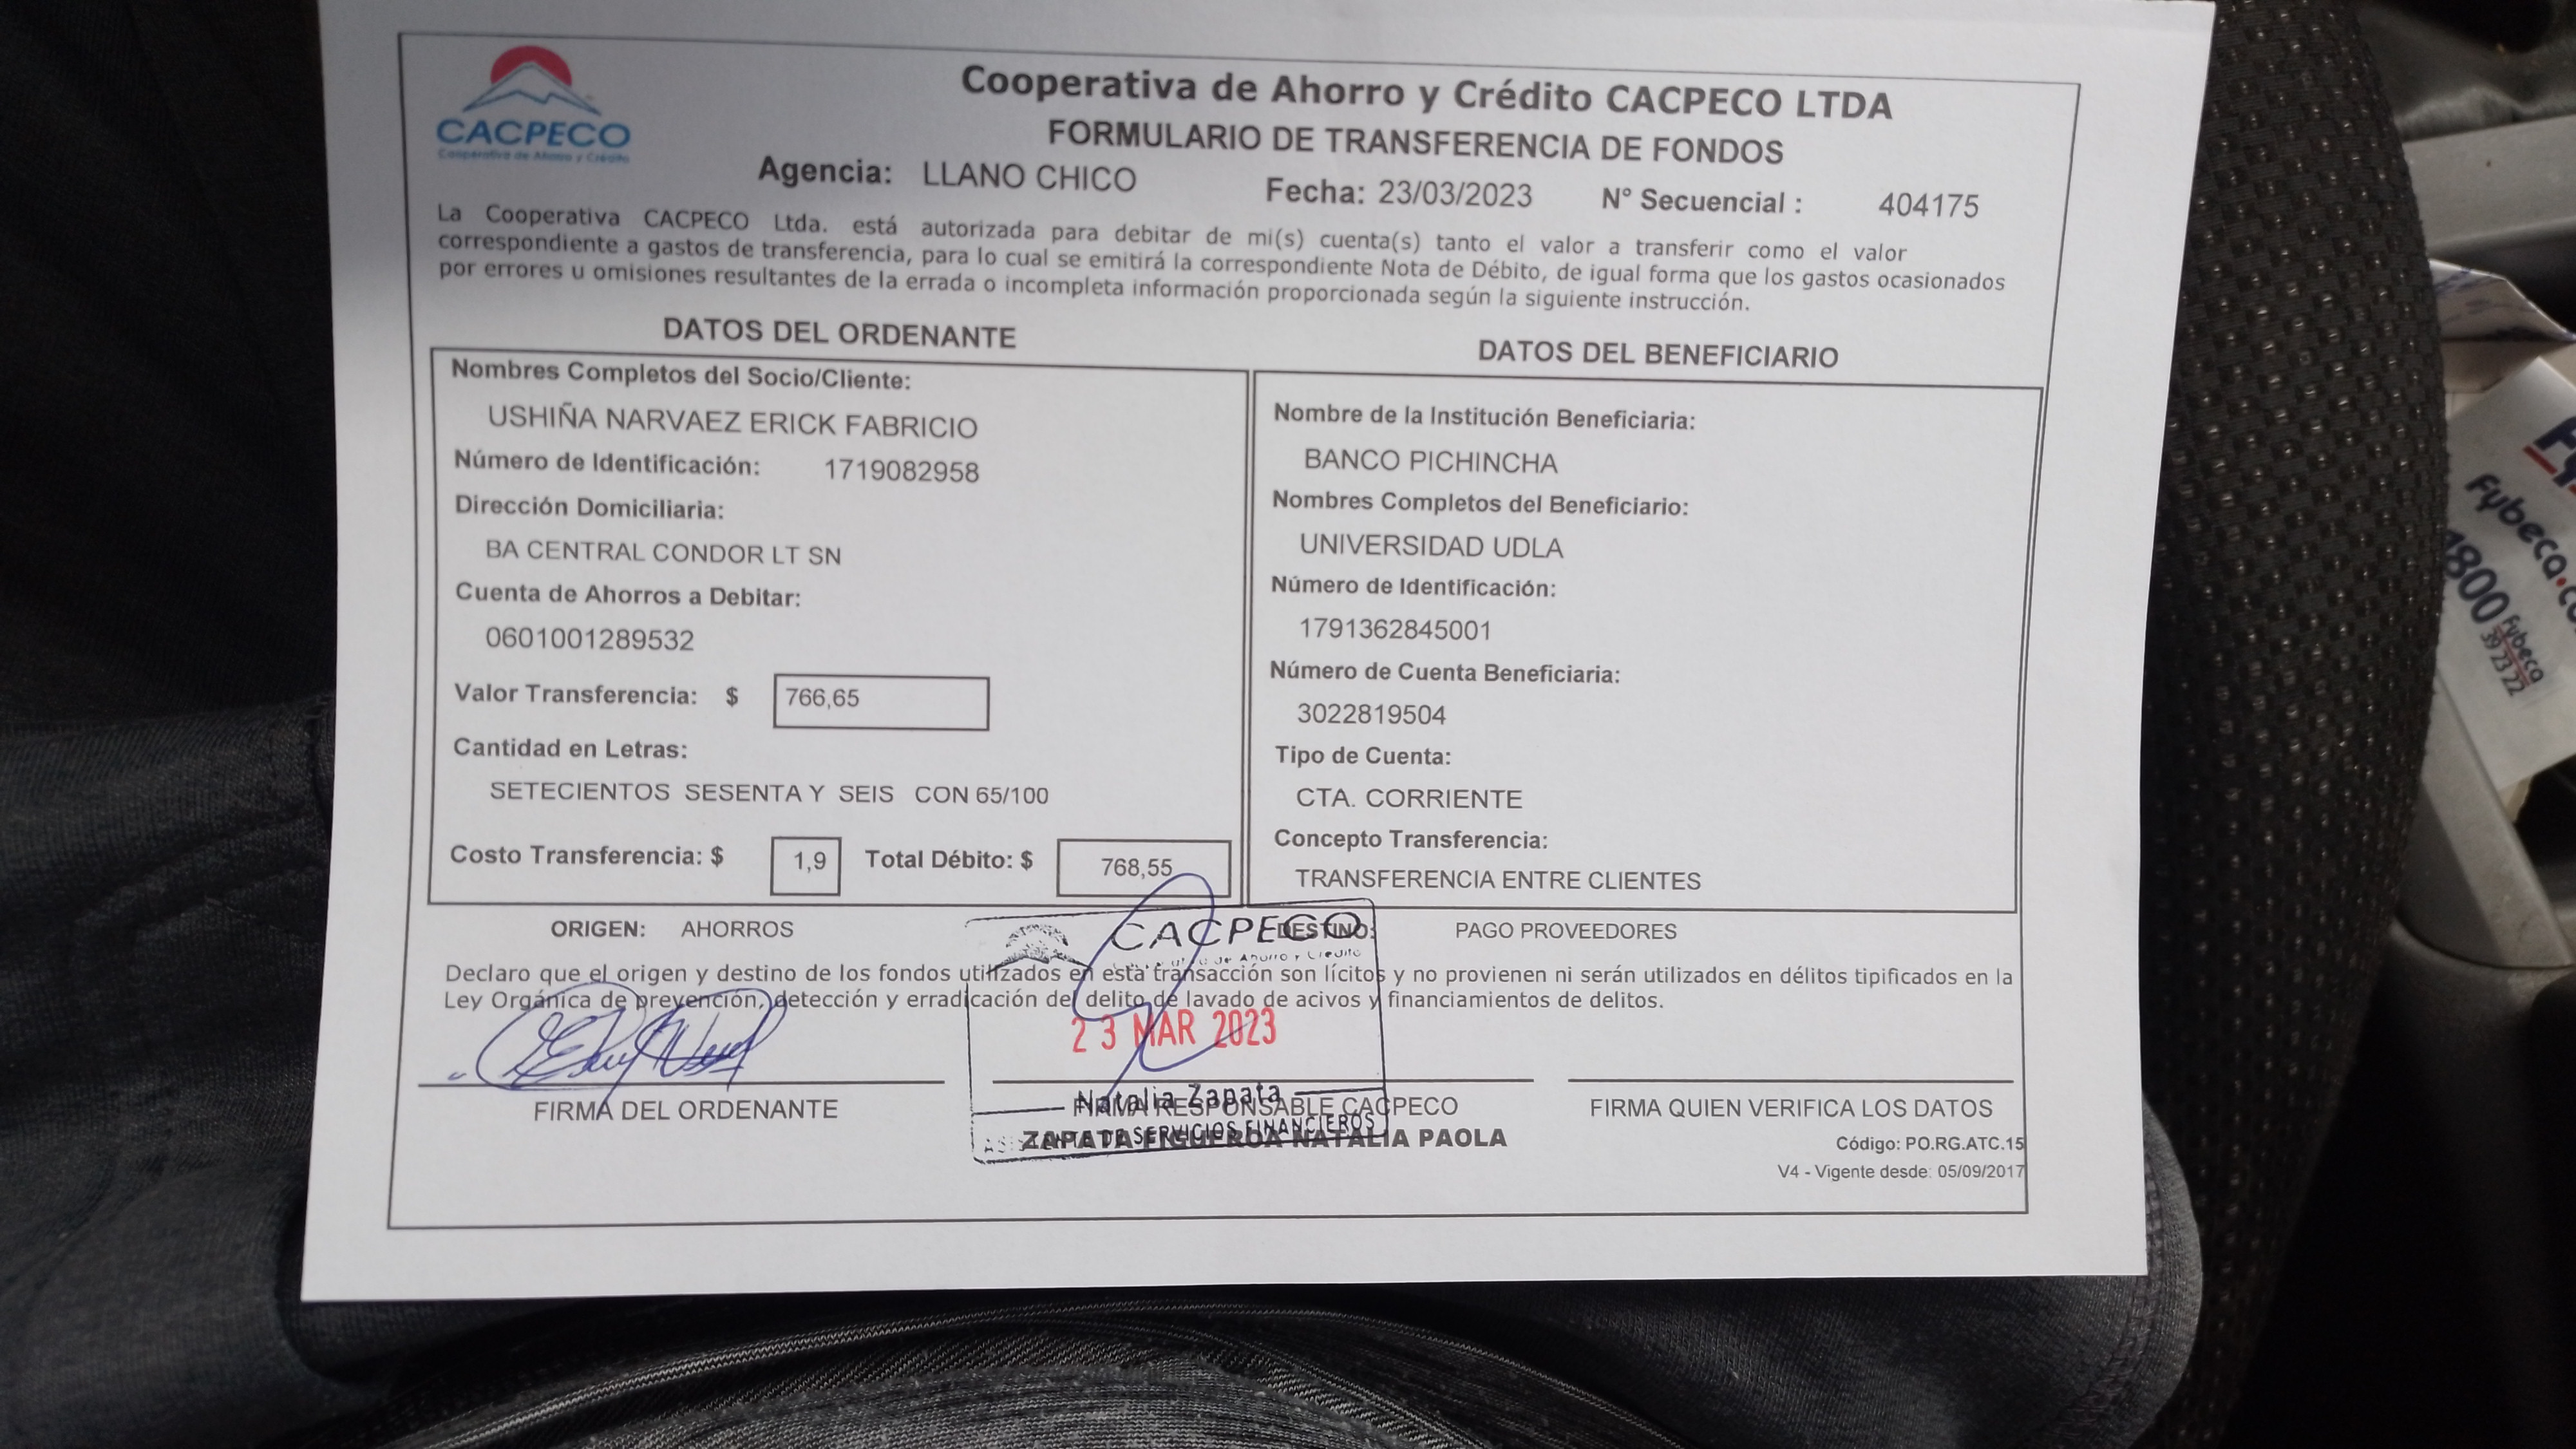 CACPECO
Cooperativa de Ahorro y Crédito
Cooperativa de Ahorro y Crédito CACPECO LTDA
FORMULARIO DE TRANSFERENCIA DE FONDOS
Agencia: LLANO CHICO Fecha: 23/03/2023 N° Secuencial : 404175
La Cooperativa CACPECO Ltda. está autorizada para debitar de mi(s) cuenta(s) tanto el valor a transferir como el valor
correspondiente a gastos de transferencia, para lo cual se emitirá la correspondiente Nota de Débito, de igual forma que los gastos ocasionados
por errores u omisiones resultantes de la errada o incompleta información proporcionada según la siguiente instrucción.
DATOS DEL ORDENANTE
Nombres Completos del Socio/Cliente:
USHIÑA NARVAEZ ERICK FABRICIO
Número de Identificación: 1719082958
Dirección Domiciliaria:
BA CENTRAL CONDOR LT SN
Cuenta de Ahorros a Debitar:
0601001289532
Valor Transferencia: $ 766,65
Cantidad en Letras:
SETECIENTOS SESENTA Y SEIS CON 65/100
Costo Transferencia: $ 1,9 Total Débito: $ 768,55
DATOS DEL BENEFICIARIO
Nombre de la Institución Beneficiaria:
BANCO PICHINCHA
Nombres Completos del Beneficiario:
UNIVERSIDAD UDLA
Número de Identificación:
1791362845001
Número de Cuenta Beneficiaria:
3022819504
Tipo de Cuenta:
CTA. CORRIENTE
Concepto Transferencia:
TRANSFERENCIA ENTRE CLIENTES
ORIGEN: AHORROS DESTINO: PAGO PROVEEDORES
Declaro que el origen y destino de los fondos utilizados en esta transacción son lícitos y no provienen ni serán utilizados en délitos tipificados en la
Ley Orgánica de prevención, detección y erradicación del delito de lavado de acivos y financiamientos de delitos.
CACPECO
23 MAR 2023
Natalia Zapata
DE SERVICIOS FINANCIEROS
FIRMA DEL ORDENANTE FIRMA RESPONSABLE CACPECO FIRMA QUIEN VERIFICA LOS DATOS
ZAPATA FIGUEROA NATALIA PAOLA
Código: PO.RG.ATC.15
V4 - Vigente desde: 05/09/2017
Fybeca.c
1800
Fybeca
39 23 22